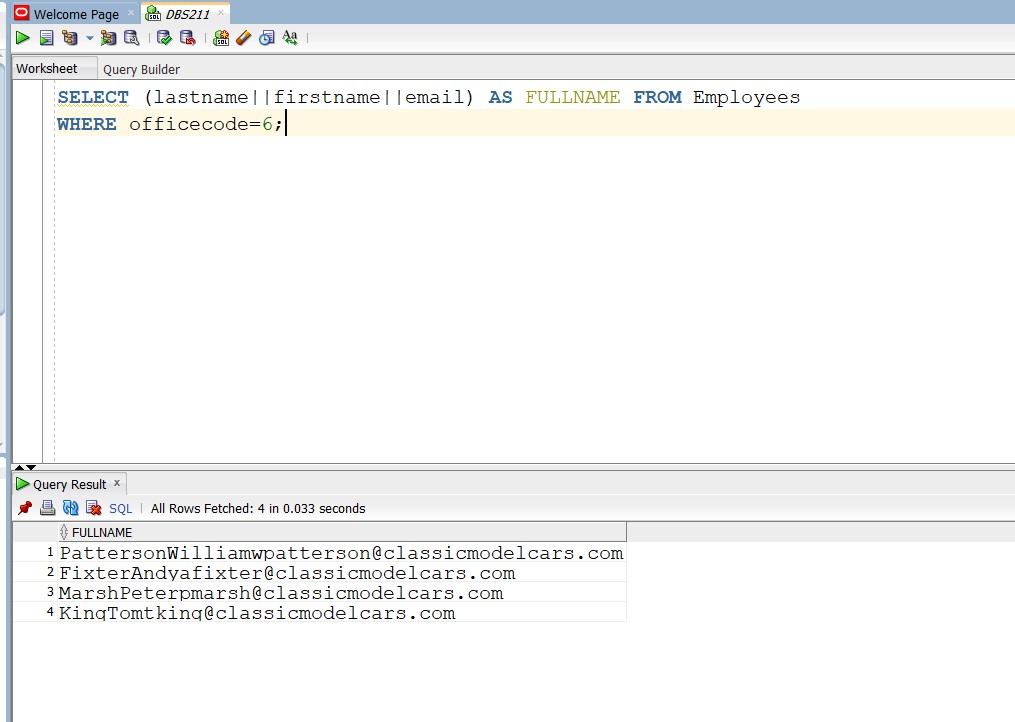 Welcome Page
DBS211
Worksheet
Query Builder
SELECT (lastname||firstname||email) AS FULLNAME FROM Employees
WHERE officecode=6;
Query Result
SQL | All Rows Fetched: 4 in 0.033 seconds
FULLNAME
1 PattersonWilliamwpatterson@classicmodelcars.com
2 FixterAndyafixter@classicmodelcars.com
3 MarshPeterpmarsh@classicmodelcars.com
4 KingTomtking@classicmodelcars.com